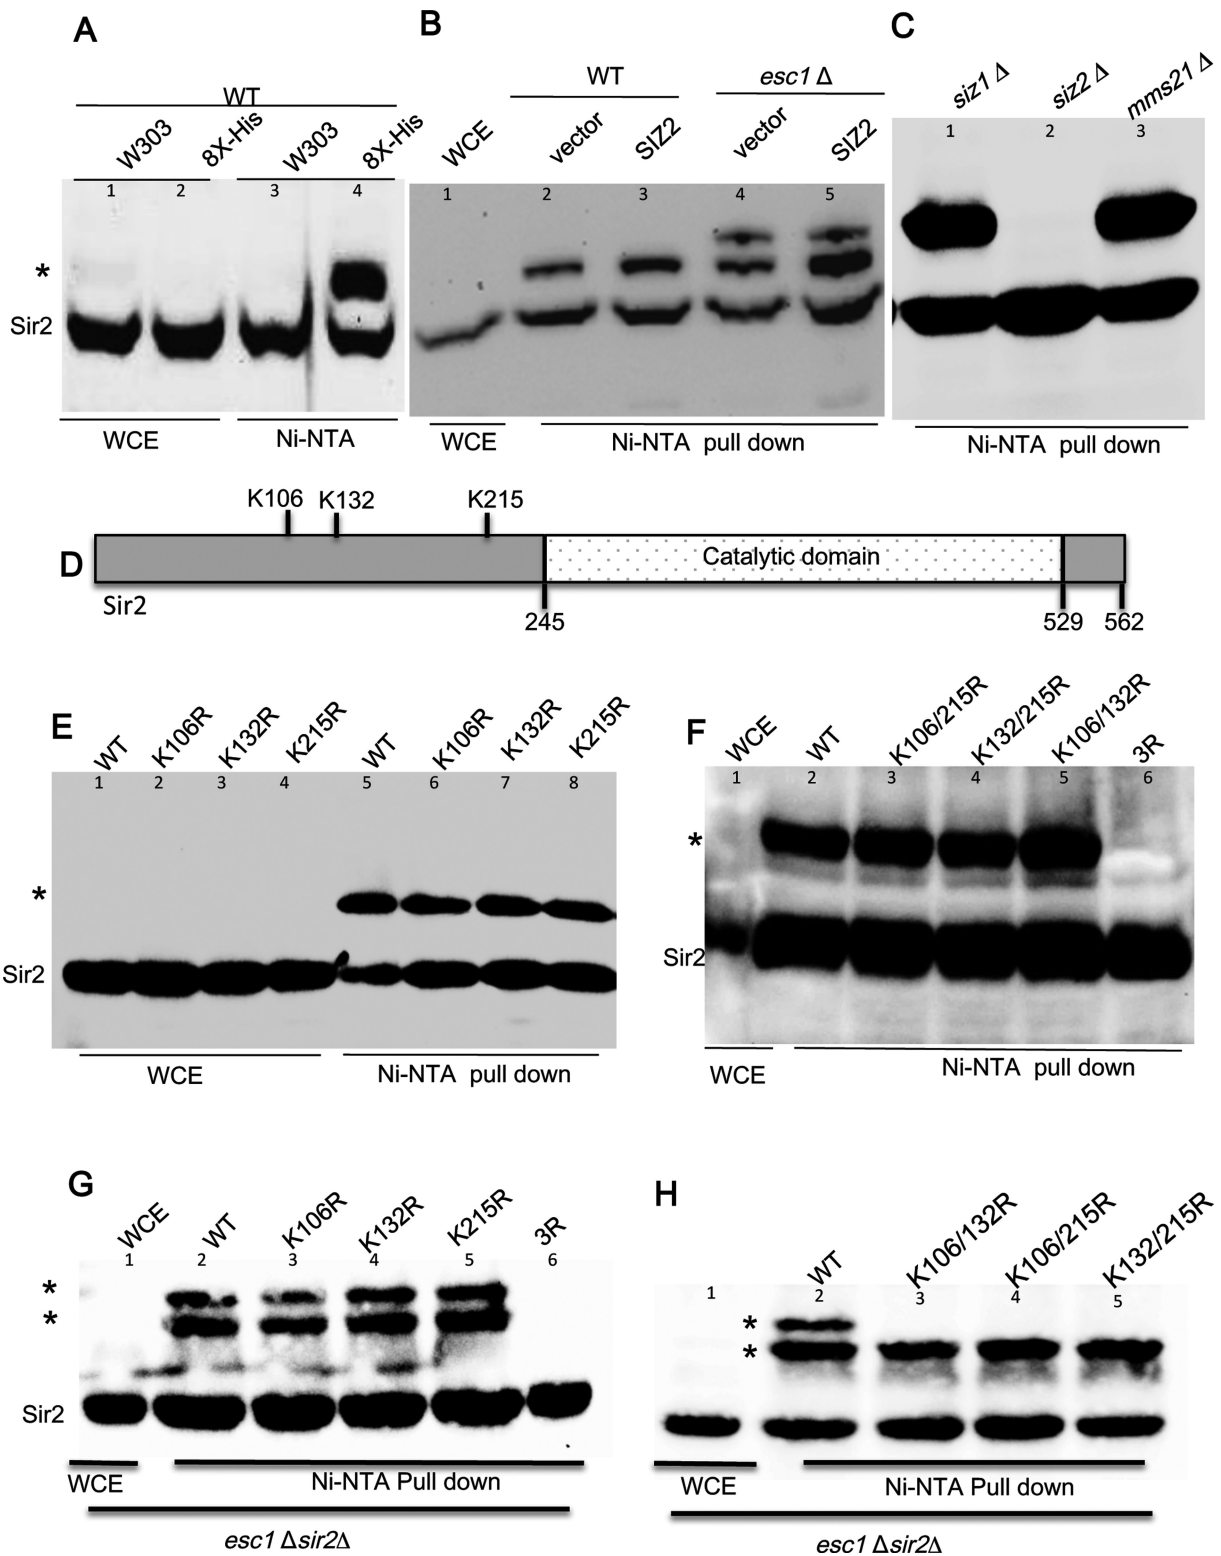 A
WT
W303
8X-His
W303
8X-His
1
2
3
4
*
Sir2
WCE
Ni-NTA
B
WT
esc1 Δ
WCE
vector
SIZ2
vector
SIZ2
1
2
3
4
5
WCE
Ni-NTA pull down
C
siz1 Δ
siz2 Δ
mms21 Δ
1
2
3
Ni-NTA pull down
D
K106
K132
K215
Catalytic domain
Sir2
245
529
562
E
WT
K106R
K132R
K215R
WT
K106R
K132R
K215R
1
2
3
4
5
6
7
8
*
Sir2
WCE
Ni-NTA pull down
F
WCE
WT
K106/215R
K132/215R
K106/132R
3R
1
2
3
4
5
6
*
Sir2
WCE
Ni-NTA pull down
G
WCE
WT
K106R
K132R
K215R
3R
1
2
3
4
5
6
*
*
Sir2
WCE
Ni-NTA Pull down
esc1 Δsir2Δ
H
WT
K106/132R
K106/215R
K132/215R
1
2
3
4
5
*
*
WCE
Ni-NTA Pull down
esc1 Δsir2Δ